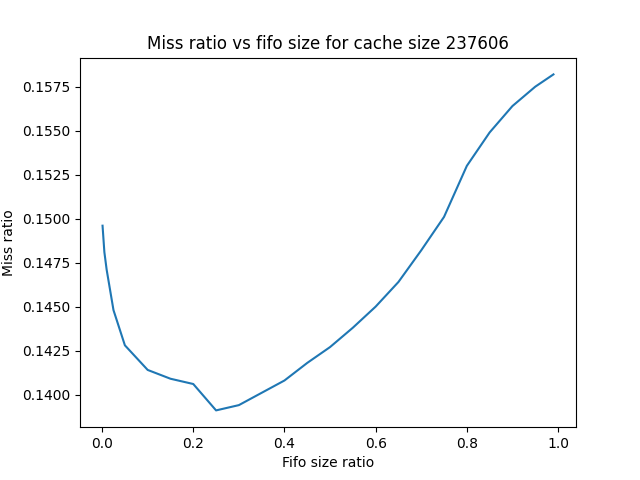 Miss ratio vs fifo size for cache size 237606
0.1575
0.1550
0.1525
0.1500
0.1475
0.1450
0.1425
0.1400
Miss ratio
0.0 0.2 0.4 0.6 0.8 1.0
Fifo size ratio